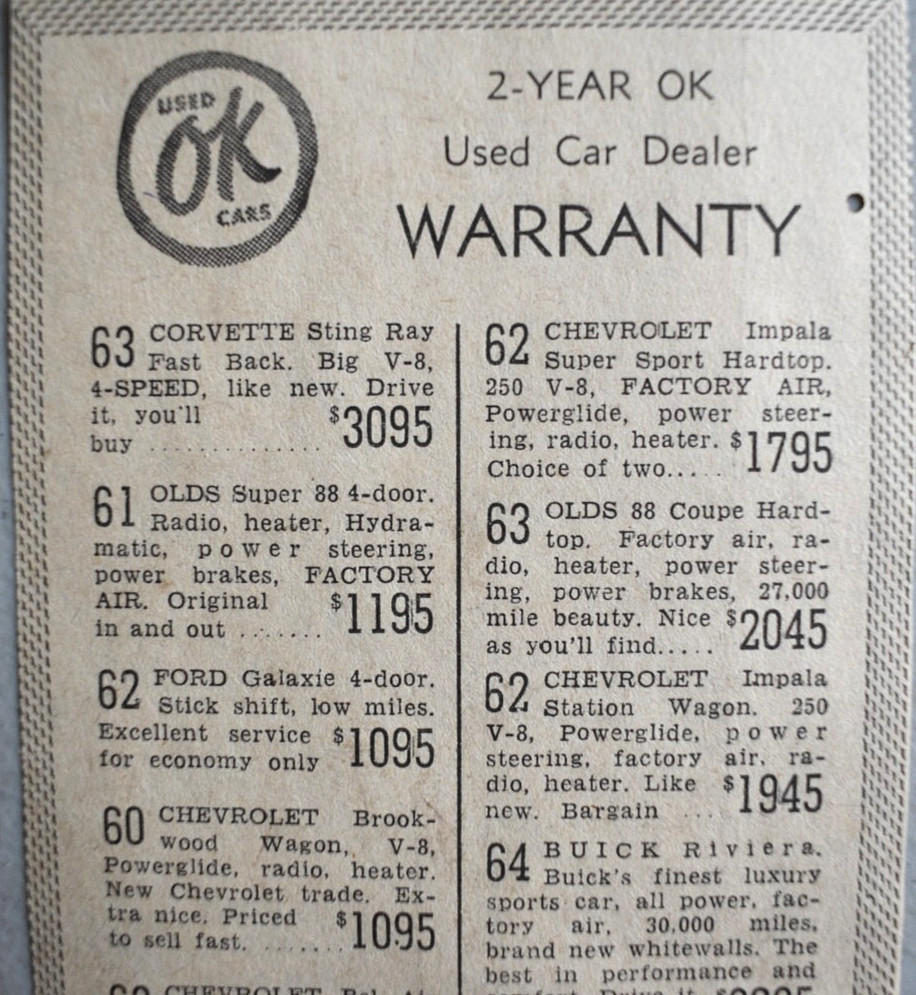 USED
OK
CARS
2-YEAR OK
Used Car Dealer
WARRANTY
63 CORVETTE Sting Ray
Fast Back. Big V-8,
4-SPEED, like new. Drive
it, you'll
buy .............. $3095
61 OLDS Super 88 4-door.
Radio, heater, Hydra-
matic, power steering,
power brakes, FACTORY
AIR. Original
in and out ........ $1195
62 FORD Galaxie 4-door.
Stick shift, low miles.
Excellent service
for economy only $1095
60 CHEVROLET Brook-
wood Wagon, V-8,
Powerglide, radio, heater.
New Chevrolet trade. Ex-
tra nice. Priced
to sell fast. ........ $1095
CHEVROLET Bel Air
62 CHEVROLET Impala
Super Sport Hardtop.
250 V-8, FACTORY AIR,
Powerglide, power steer-
ing, radio, heater.
Choice of two..... $1795
63 OLDS 88 Coupe Hard-
top. Factory air, ra-
dio, heater, power steer-
ing, power brakes, 27,000
mile beauty. Nice
as you'll find..... $2045
62 CHEVROLET Impala
Station Wagon. 250
V-8, Powerglide, power
steering, factory air, ra-
dio, heater. Like
new. Bargain ... $1945
64 BUICK Riviera.
Buick's finest luxury
sports car, all power, fac-
tory air, 30,000 miles,
brand new whitewalls. The
best in performance and
comfort. Drive it.